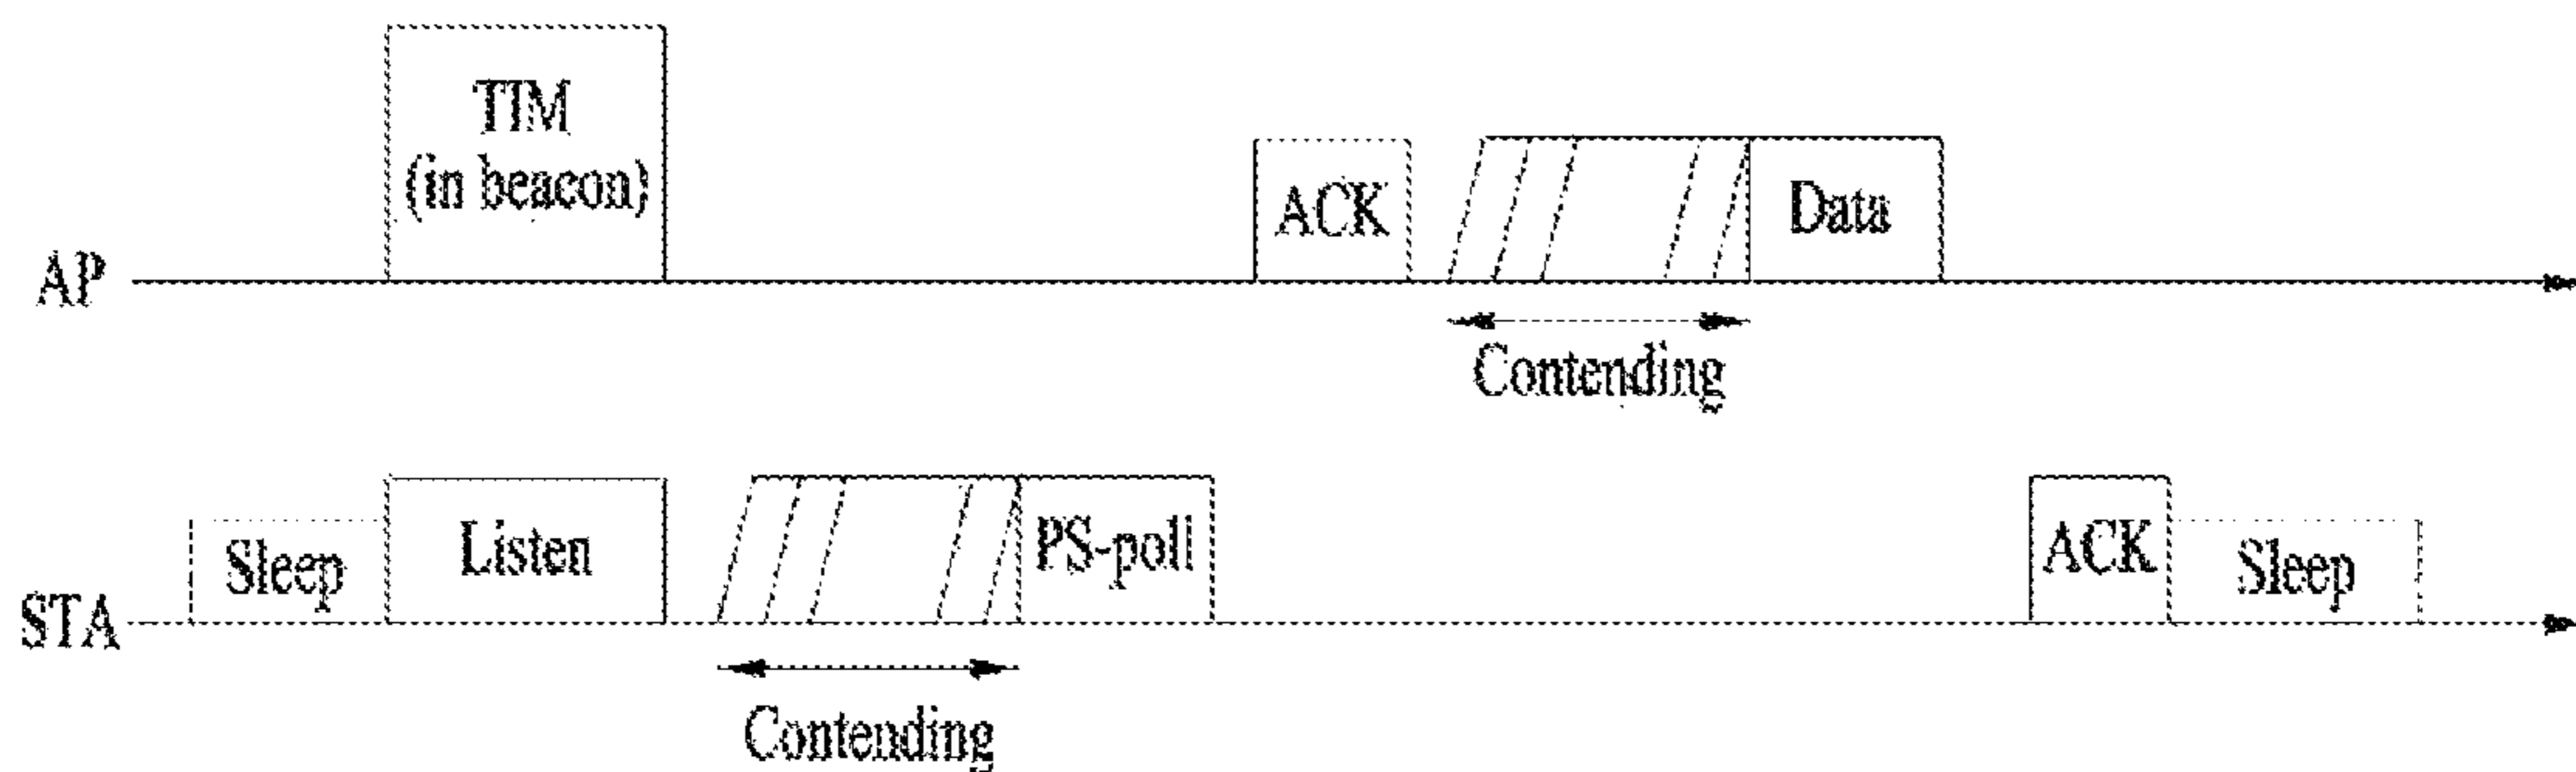 TIM
(in beacon)
ACK
Data
AP
Contending
Sleep
Listen
PS-poll
ACK
Sleep
STA
Contending